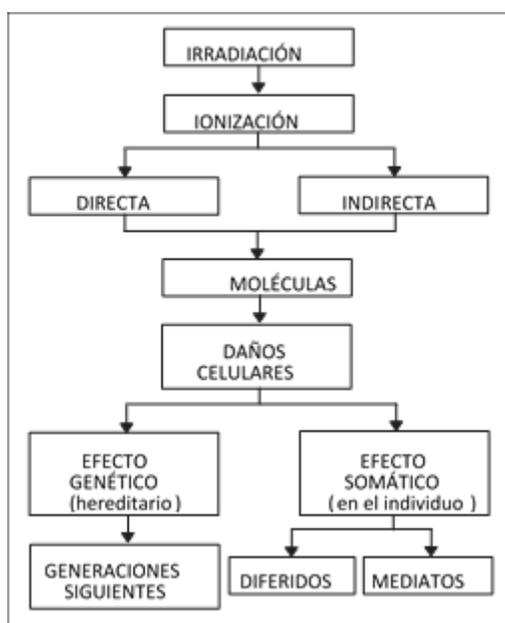 IRRADIACIÓN
IONIZACIÓN
DIRECTA
INDIRECTA
MOLÉCULAS
DAÑOS
CELULARES
EFECTO
GENÉTICO
(hereditario)
EFECTO
SOMÁTICO
(en el individuo)
GENERACIONES
SIGUIENTES
DIFERIDOS
MEDIATOS